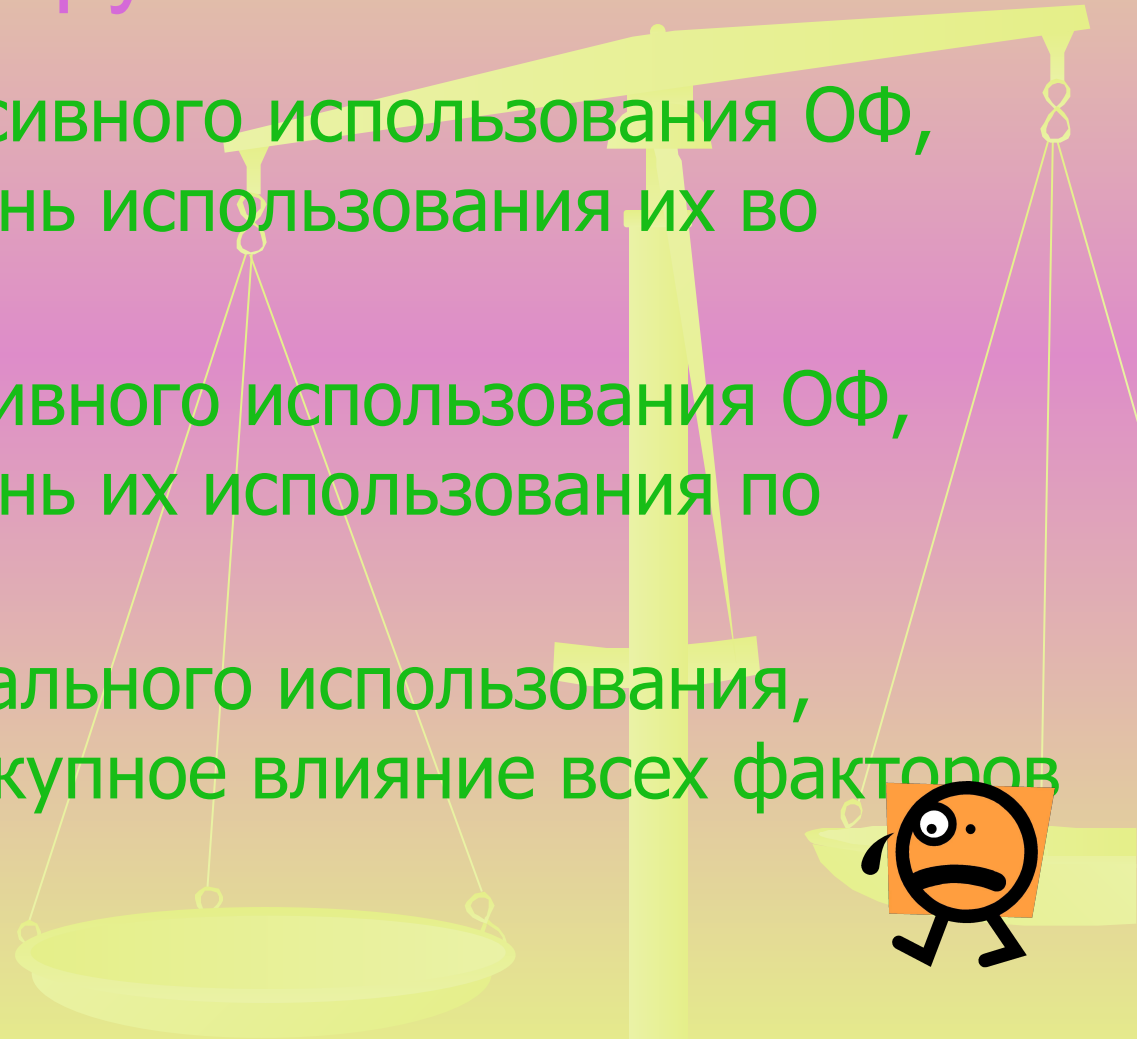 сивного использования ОФ,
нь использования их во
ивного использования ОФ,
нь их использования по
ального использования,
купное влияние всех факторов